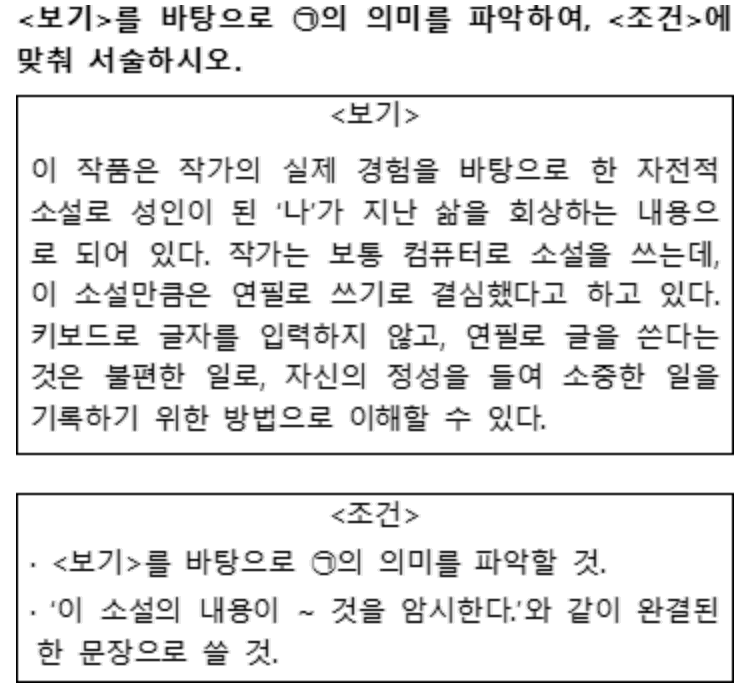 <보기>를 바탕으로 ㉠의 의미를 파악하여, <조건>에
맞춰 서술하시오.
<보기>
이 작품은 작가의 실제 경험을 바탕으로 한 자전적
소설로 성인이 된 '나'가 지난 삶을 회상하는 내용으
로 되어 있다. 작가는 보통 컴퓨터로 소설을 쓰는데,
이 소설만큼은 연필로 쓰기로 결심했다고 하고 있다.
키보드로 글자를 입력하지 않고, 연필로 글을 쓴다는
것은 불편한 일로, 자신의 정성을 들여 소중한 일을
기록하기 위한 방법으로 이해할 수 있다.
<조건>
· <보기>를 바탕으로 ㉠의 의미를 파악할 것.
· '이 소설의 내용이 ~ 것을 암시한다.'와 같이 완결된
한 문장으로 쓸 것.